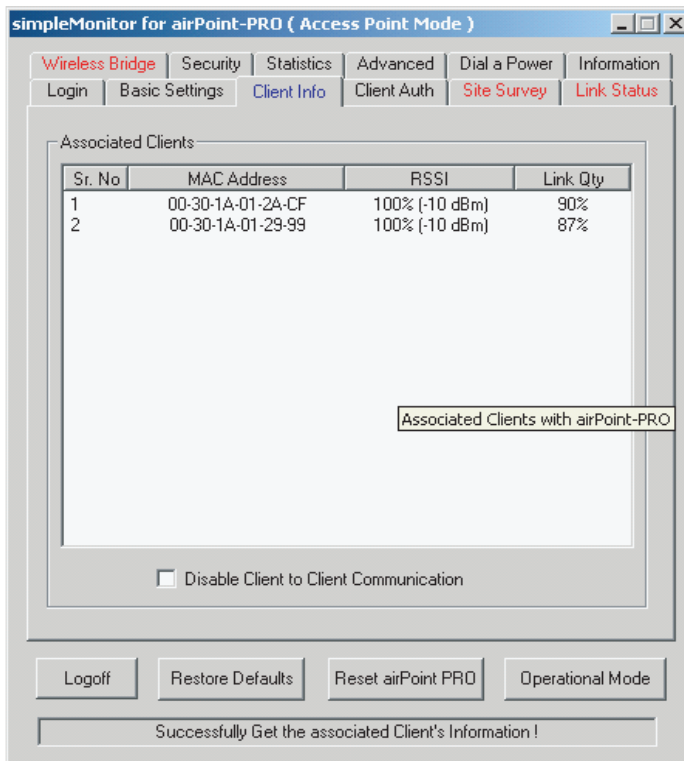 simpleMonitor for airPoint-PRO ( Access Point Mode )
Wireless Bridge Security Statistics Advanced Dial a Power Information
Login Basic Settings Client Info Client Auth Site Survey Link Status
Associated Clients
Sr. No MAC Address RSSI Link Qty
1 00-30-1A-01-2A-CF 100% (-10 dBm) 90%
2 00-30-1A-01-29-99 100% (-10 dBm) 87%
Associated Clients with airPoint-PRO
Disable Client to Client Communication
Logoff Restore Defaults Reset airPoint PRO Operational Mode
Successfully Get the associated Client's Information !